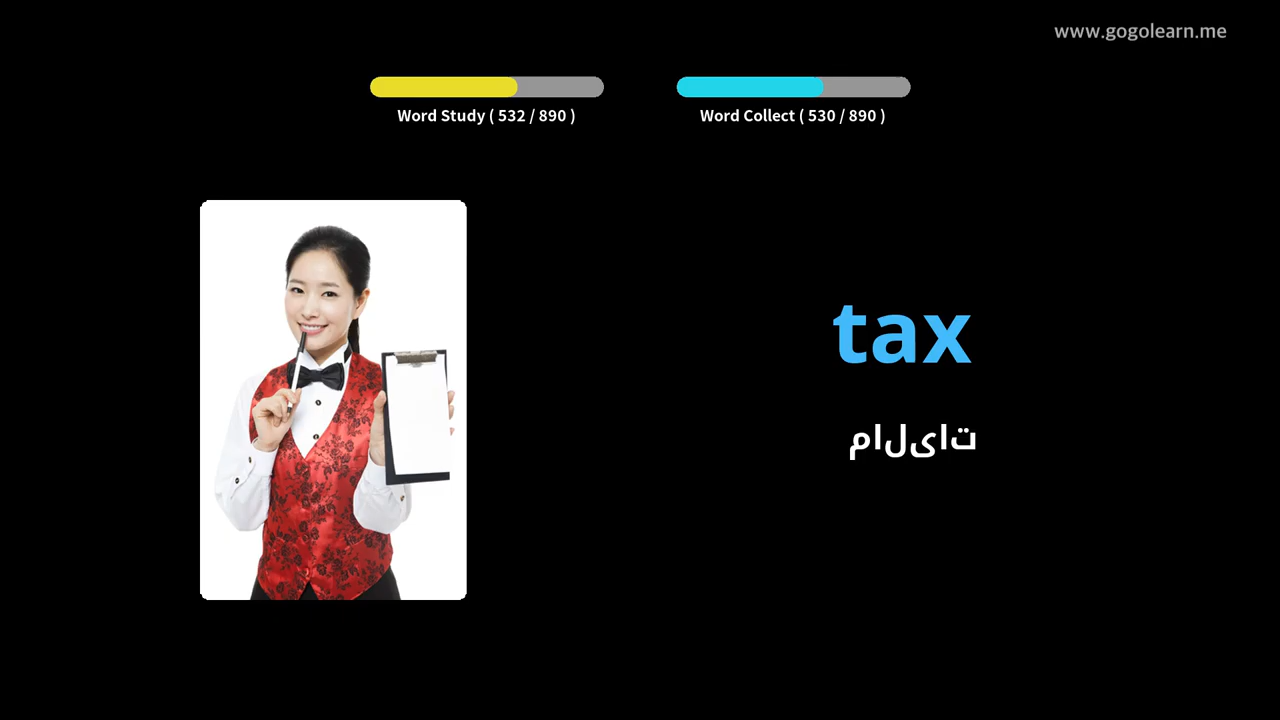 www.gogolearn.me
Word Study ( 532 / 890 )
Word Collect ( 530 / 890 )
tax
مالیات